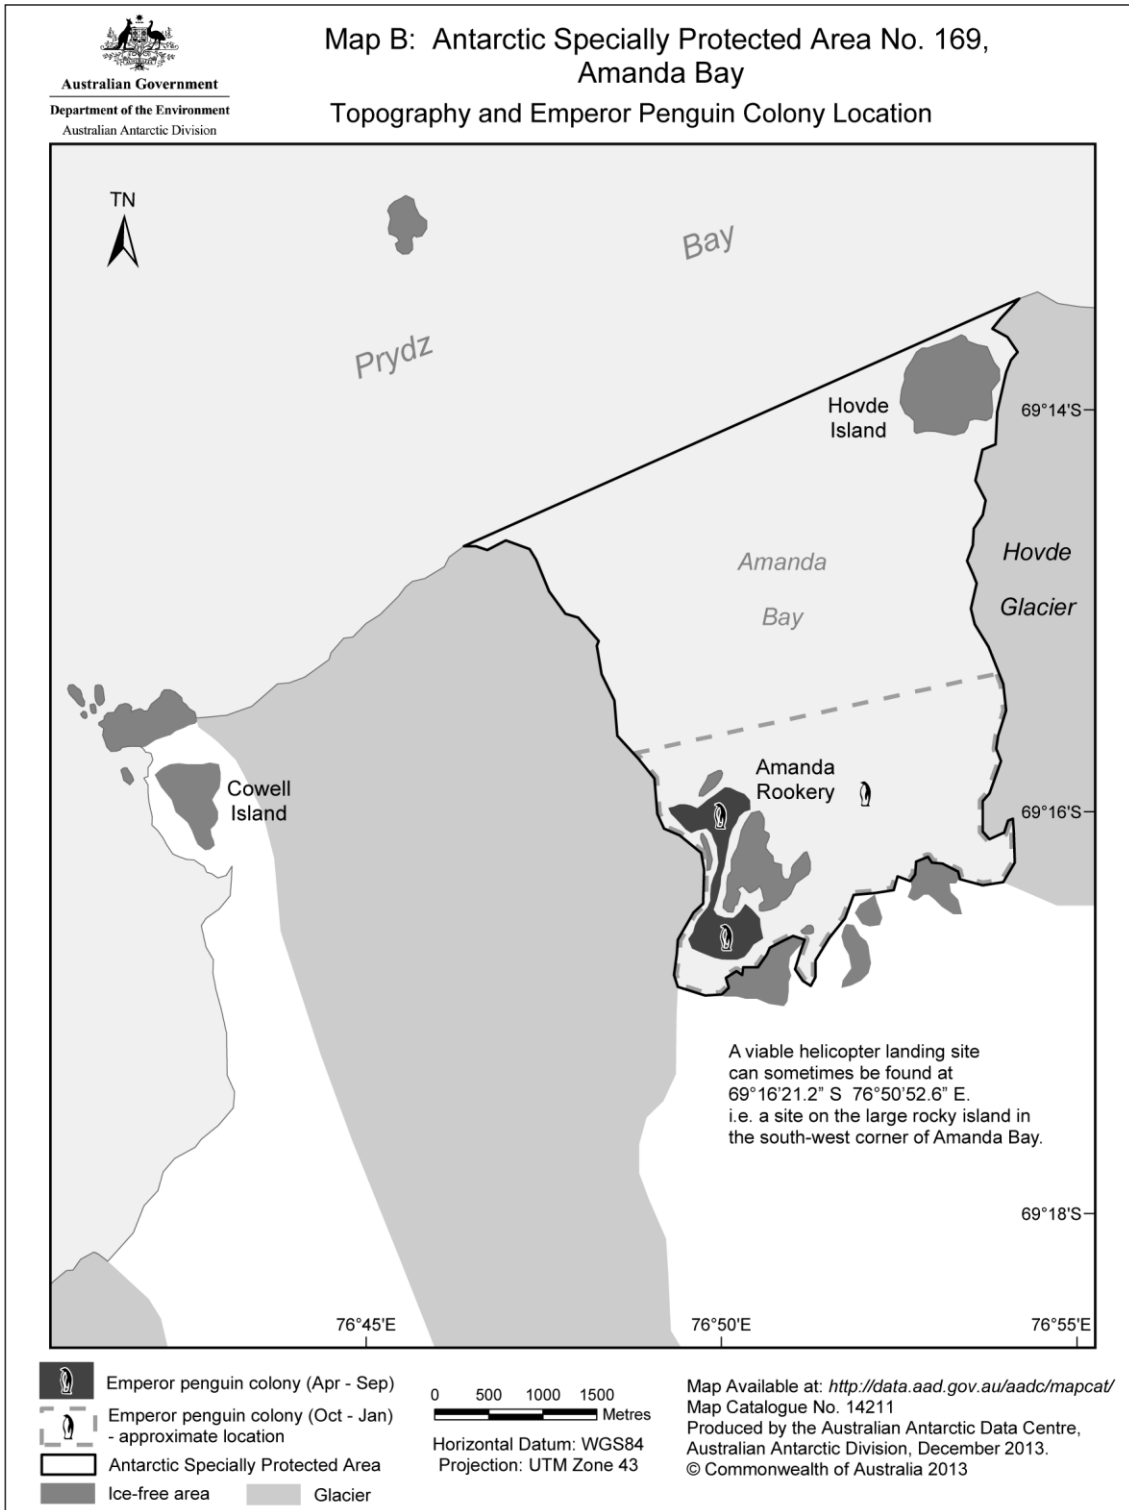 Australian Government
Department of the Environment
Australian Antarctic Division
Map B:  Antarctic Specially Protected Area No. 169,
Amanda Bay
Topography and Emperor Penguin Colony Location
TN
Bay
Prydz
Hovde
Island
69°14'S
Amanda
Bay
Hovde
Glacier
Amanda
Rookery
Cowell
Island
69°16'S
A viable helicopter landing site
can sometimes be found at
69°16'21.2" S  76°50'52.6" E.
i.e. a site on the large rocky island in
the south-west corner of Amanda Bay.
69°18'S
76°45'E
76°50'E
76°55'E
Emperor penguin colony (Apr - Sep)
Emperor penguin colony (Oct - Jan)
- approximate location
Antarctic Specially Protected Area
Ice-free area
Glacier
0 500 1000 1500
Metres
Horizontal Datum: WGS84
Projection: UTM Zone 43
Map Available at: http://data.aad.gov.au/aadc/mapcat/
Map Catalogue No. 14211
Produced by the Australian Antarctic Data Centre,
Australian Antarctic Division, December 2013.
© Commonwealth of Australia 2013